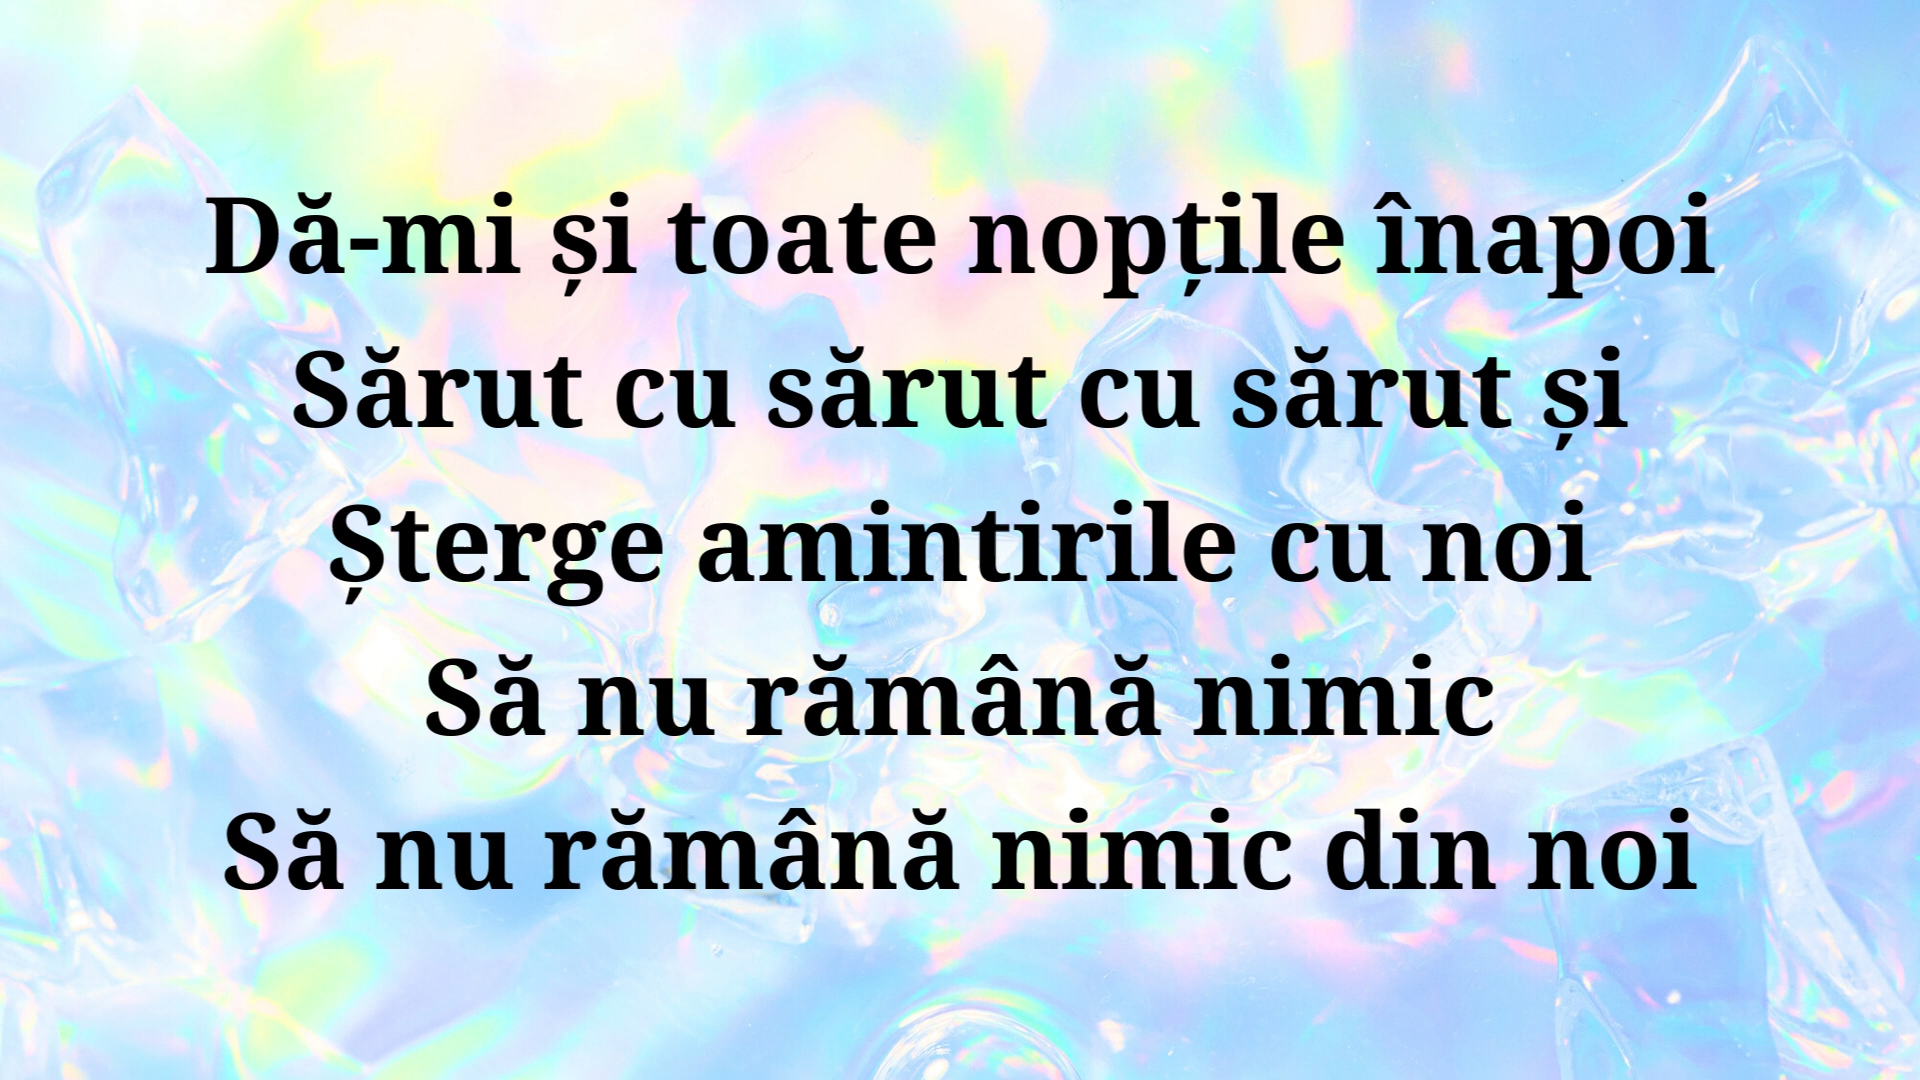 Dă-mi și toate nopțile înapoi
Sărut cu sărut cu sărut și
Șterge amintirile cu noi
Să nu rămână nimic
Să nu rămână nimic din noi